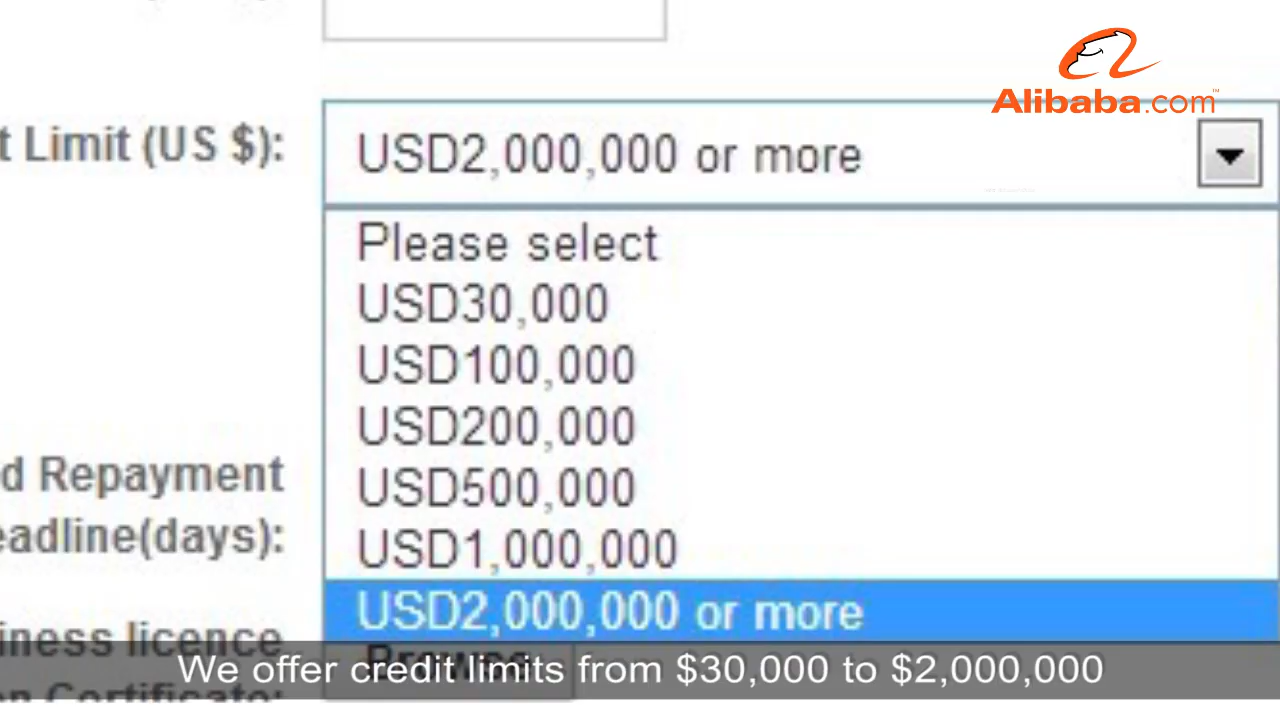 Alibaba.com™
t Limit (US $):
USD2,000,000 or more
Please select
USD30,000
USD100,000
USD200,000
USD500,000
USD1,000,000
USD2,000,000 or more
d Repayment
eadline(days):
iness licence
We offer credit limits from $30,000 to $2,000,000